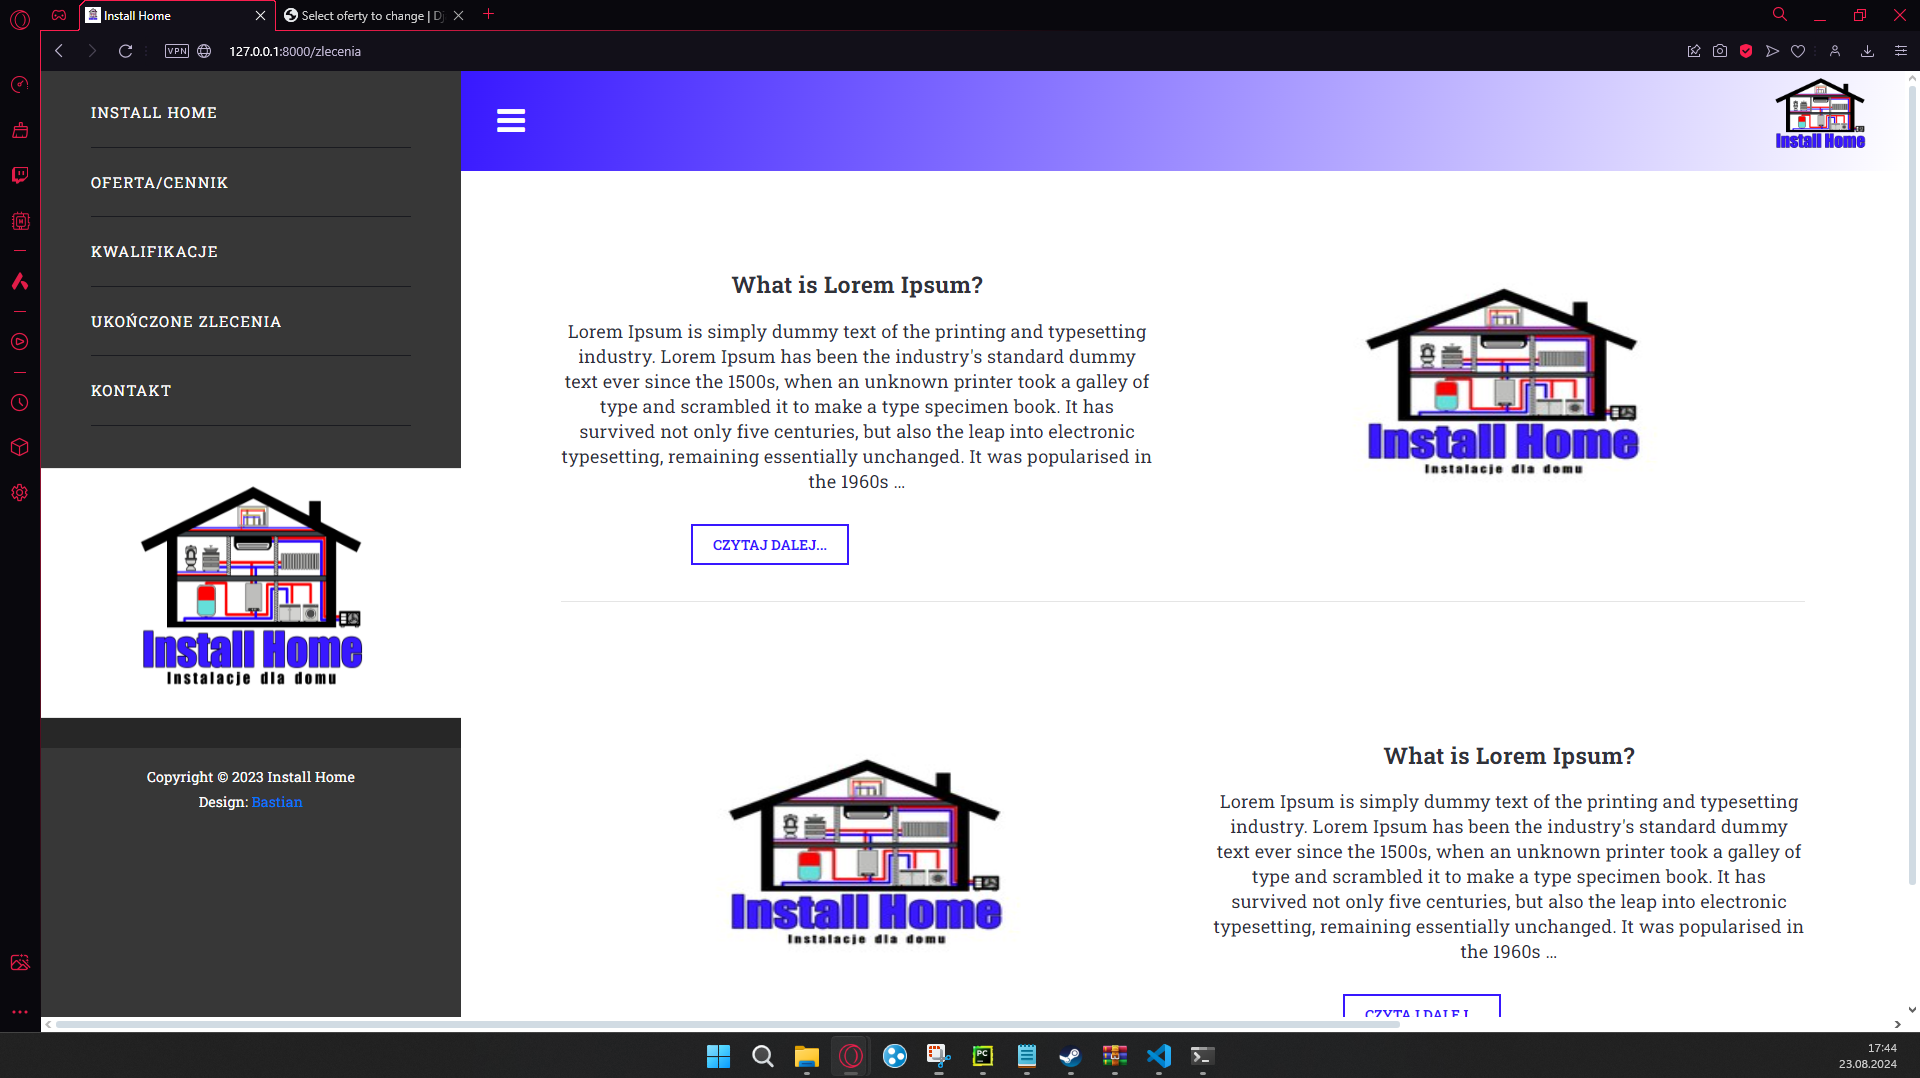 Install Home
Select oferty to change | Dj
VPN
127.0.0.1:8000/zlecenia
INSTALL HOME
OFERTA/CENNIK
KWALIFIKACJE
UKOŃCZONE ZLECENIA
KONTAKT
Install Home
Instalacje dla domu
Copyright © 2023 Install Home
Design: Bastian
Install Home
What is Lorem Ipsum?
Lorem Ipsum is simply dummy text of the printing and typesetting
industry. Lorem Ipsum has been the industry's standard dummy
text ever since the 1500s, when an unknown printer took a galley of
type and scrambled it to make a type specimen book. It has
survived not only five centuries, but also the leap into electronic
typesetting, remaining essentially unchanged. It was popularised in
the 1960s ...
CZYTAJ DALEJ...
Install Home
Instalacje dla domu
Install Home
Instalacje dla domu
What is Lorem Ipsum?
Lorem Ipsum is simply dummy text of the printing and typesetting
industry. Lorem Ipsum has been the industry's standard dummy
text ever since the 1500s, when an unknown printer took a galley of
type and scrambled it to make a type specimen book. It has
survived not only five centuries, but also the leap into electronic
typesetting, remaining essentially unchanged. It was popularised in
the 1960s ...
CZYTAJ DALEJ...
PC
17:44
23.08.2024